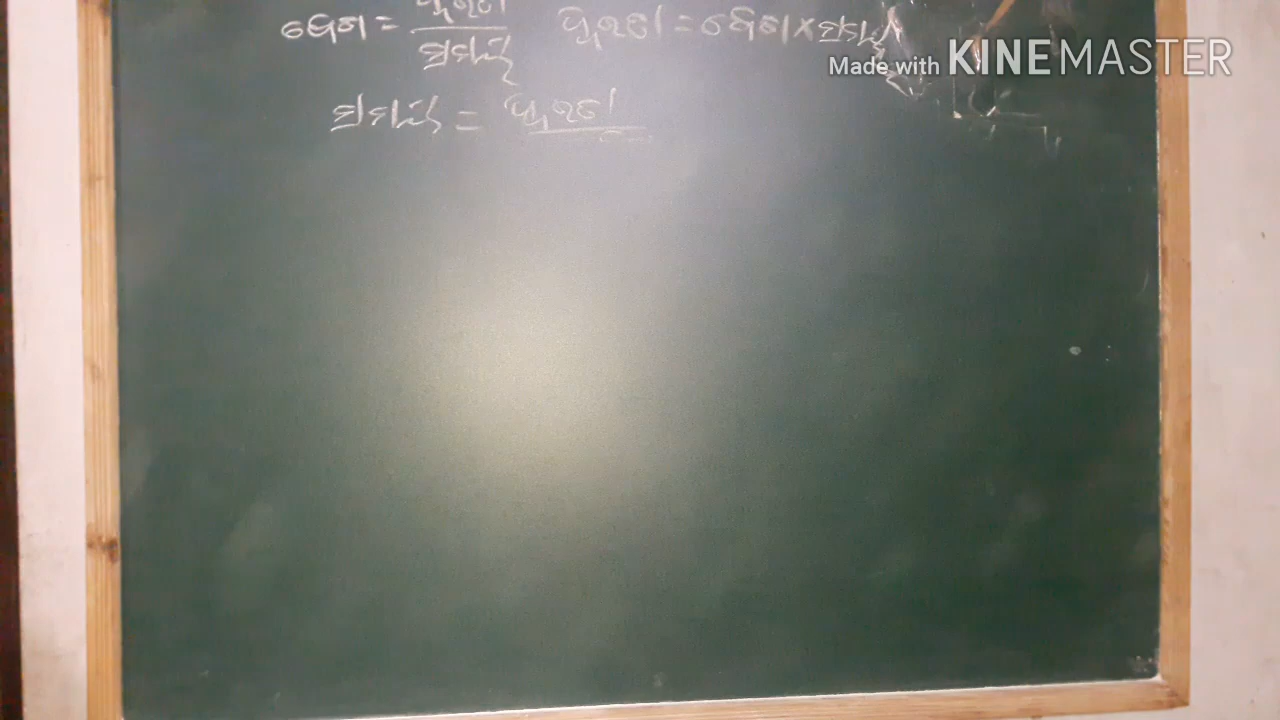 ବେଗ = ଦୂରତା / ସମୟ ଦୂରତା = ବେଗ × ସମୟ
Made with KINEMASTER
ସମୟ = ଦୂରତା